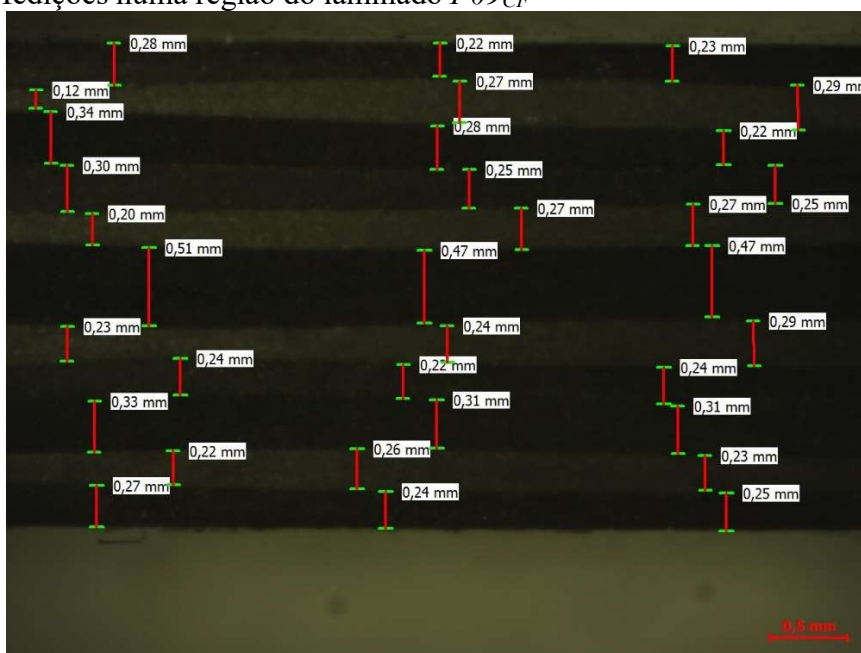 numa região do laminado
0,28 mm 0,22 mm 0,23 mm
0,12 mm 0,27 mm 0,29
0,34 mm 0,28 mm 0,22 mm
0,30 mm 0,25 mm 0,25 mm
0,20 mm 0,27 mm 0,27 mm
0,51 mm 0,47 mm 0,47 mm
0,23 mm 0,24 mm 0,29 mm
0,24 mm 0,22 mm 0,24 mm
0,33 mm 0,31 mm 0,31 mm
0,22 mm 0,26 mm 0,23 mm
0,27 mm 0,24 mm 0,25 mm
0,5 mm